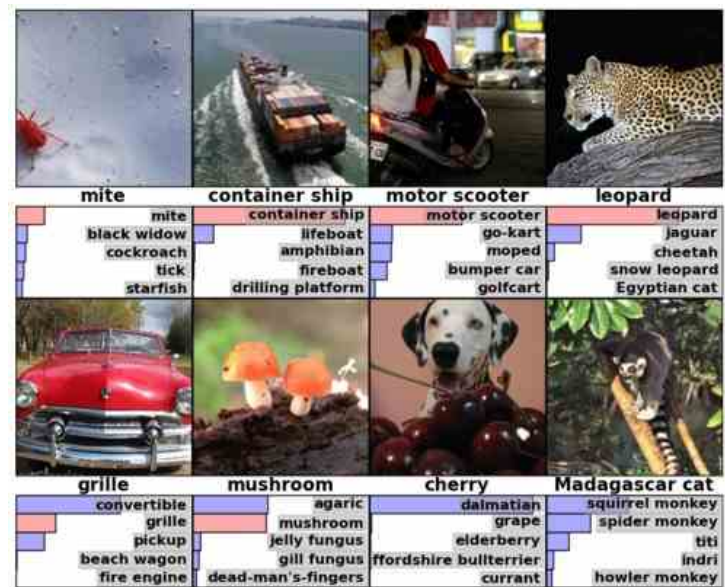 mite container ship motor scooter leopard
mite container ship motor scooter leopard
black widow lifeboat go-kart jaguar
cockroach amphibian moped cheetah
tick fireboat bumper car snow leopard
starfish drilling platform golfcart Egyptian cat
grille mushroom cherry Madagascar cat
convertible agaric dalmatian squirrel monkey
grille mushroom grape spider monkey
pickup jelly fungus elderberry titi
beach wagon gill fungus ffordshire bullterrier indri
fire engine dead-man's-fingers currant howler monkey